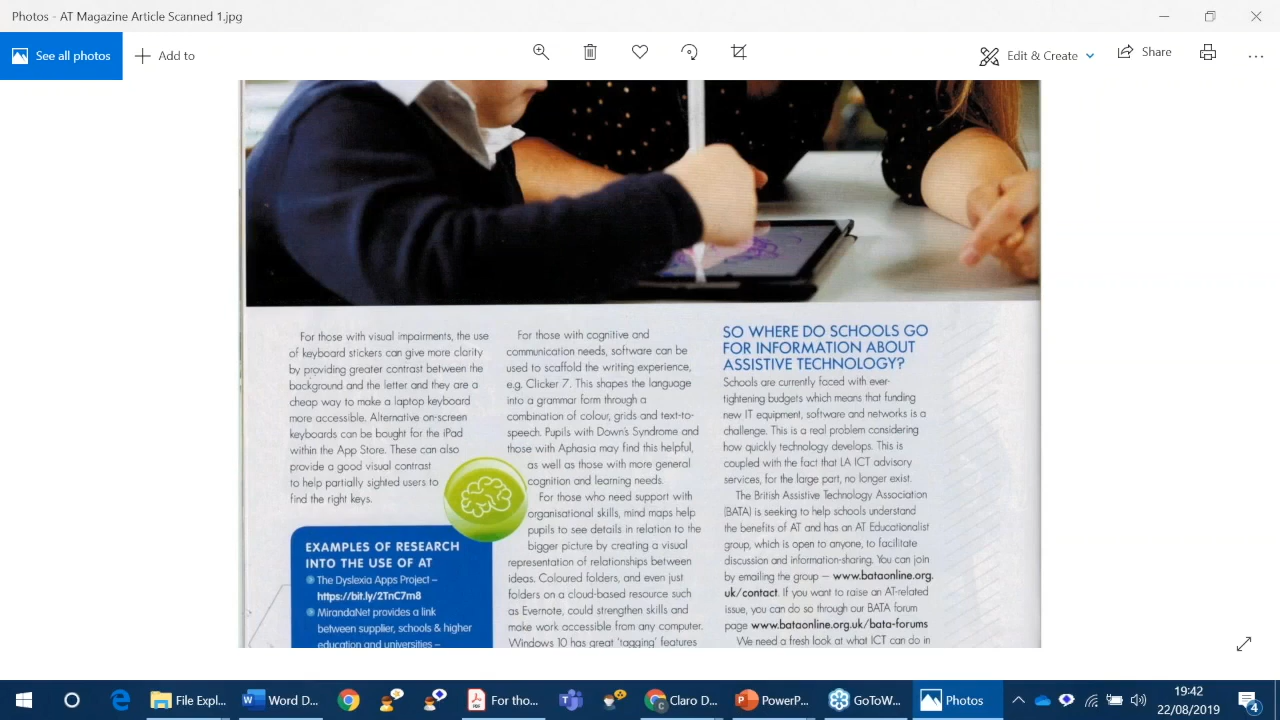 Photos - AT Magazine Article Scanned 1.jpg
See all photos
Add to
Edit & Create
Share
For those with visual impairments, the use
of keyboard stickers can give more clarity
by providing greater contrast between the
background and the letter and they are a
cheap way to make a laptop keyboard
more accessible. Alternative on-screen
keyboards can be bought for the iPad
within the App Store. These can also
provide a good visual contrast
to help partially sighted users to
find the right keys.
EXAMPLES OF RESEARCH
INTO THE USE OF AT
The Dyslexia Apps Project –
https://bit.ly/2TnC7m8
MirandaNet provides a link
between supplier, schools & higher
education and universities –
For those with cognitive and
communication needs, software can be
used to scaffold the writing experience,
e.g. Clicker 7. This shapes the language
into a grammar form through a
combination of colour, grids and text-to-
speech. Pupils with Down's Syndrome and
those with Aphasia may find this helpful,
as well as those with more general
cognition and learning needs.
For those who need support with
organisational skills, mind maps help
pupils to see details in relation to the
bigger picture by creating a visual
representation of relationships between
ideas. Coloured folders, and even just
folders on a cloud-based resource such
as Evernote, could strengthen skills and
make work accessible from any computer.
Windows 10 has great 'tagging' features
SO WHERE DO SCHOOLS GO
FOR INFORMATION ABOUT
ASSISTIVE TECHNOLOGY?
Schools are currently faced with ever-
tightening budgets which means that funding
new IT equipment, software and networks is a
challenge. This is a real problem considering
how quickly technology develops. This is
coupled with the fact that LA ICT advisory
services, for the large part, no longer exist.
The British Assistive Technology Association
(BATA) is seeking to help schools understand
the benefits of AT and has an AT Educationalist
group, which is open to anyone, to facilitate
discussion and information-sharing. You can join
by emailing the group – www.bataonline.org.
uk/contact. If you want to raise an AT-related
issue, you can do so through our BATA forum
page www.bataonline.org.uk/bata-forums
We need a fresh look at what ICT can do in
File Expl...
Word D...
For tho...
Claro D...
PowerP...
GoToW...
Photos
19:42
22/08/2019
4